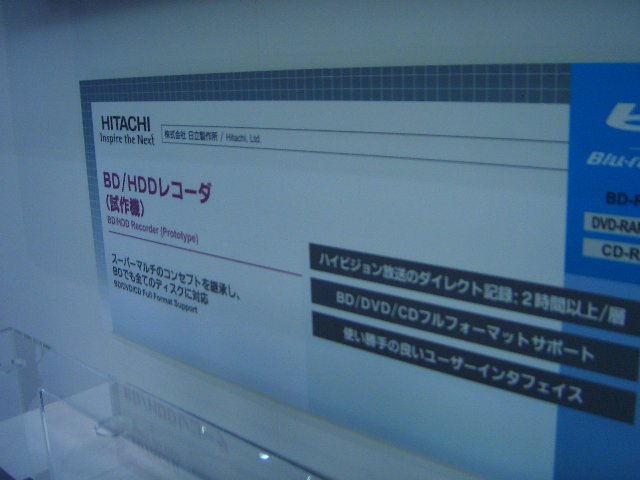 HITACHI
Inspire the Next
株式会社 日立製作所 / Hitachi, Ltd.
BD/HDDレコーダ
(試作機)
BD/HDD Recorder (Prototype)
スーパーマルチのコンセプトを継承し、
BDでも全てのディスクに対応
BD/DVD/CD Full Format Support
ハイビジョン放送のダイレクト記録:2時間以上/層
BD/DVD/CDフルフォーマットサポート
使い勝手の良いユーザーインタフェイス
Blu-ra
BD-R
DVD-RAM
CD-R